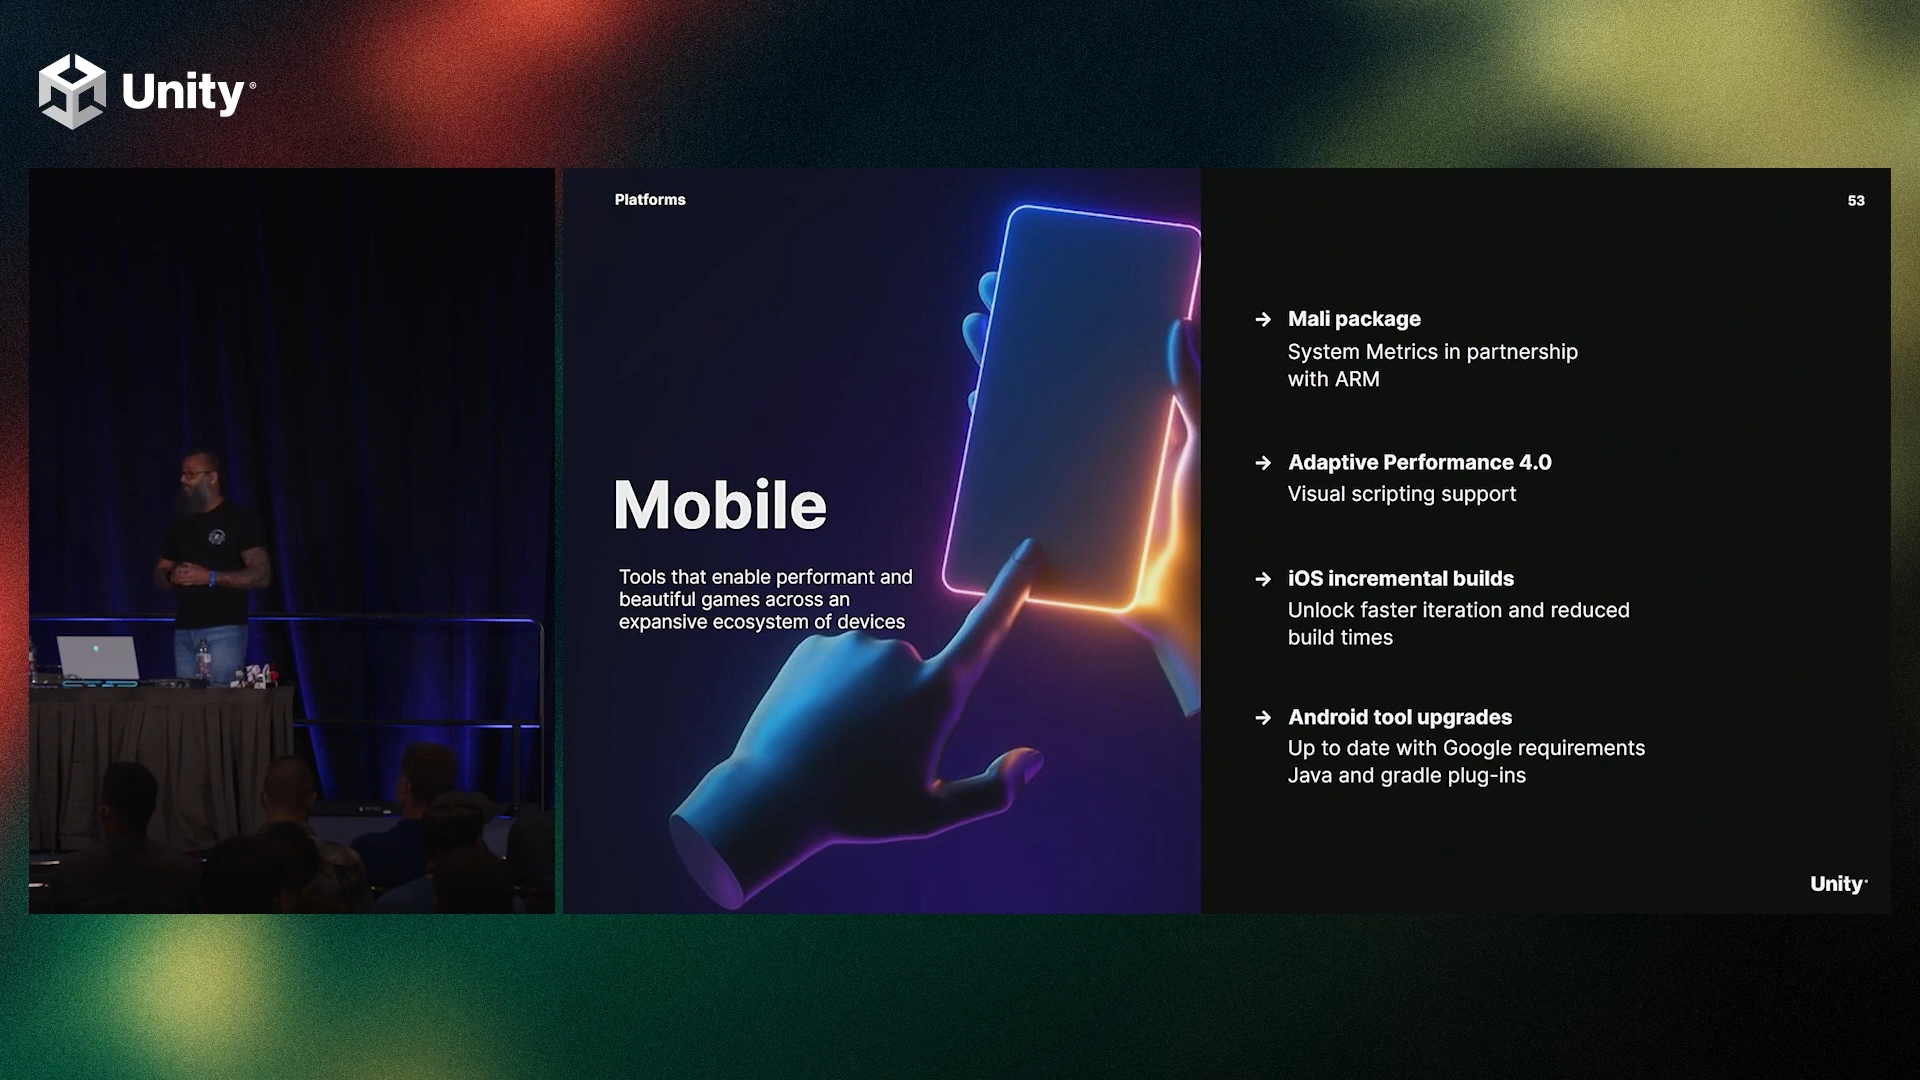 Unity
Platforms
53
Mobile
Tools that enable performant and
beautiful games across an
expansive ecosystem of devices
Mali package
System Metrics in partnership
with ARM
Adaptive Performance 4.0
Visual scripting support
iOS incremental builds
Unlock faster iteration and reduced
build times
Android tool upgrades
Up to date with Google requirements
Java and gradle plug-ins
Unity